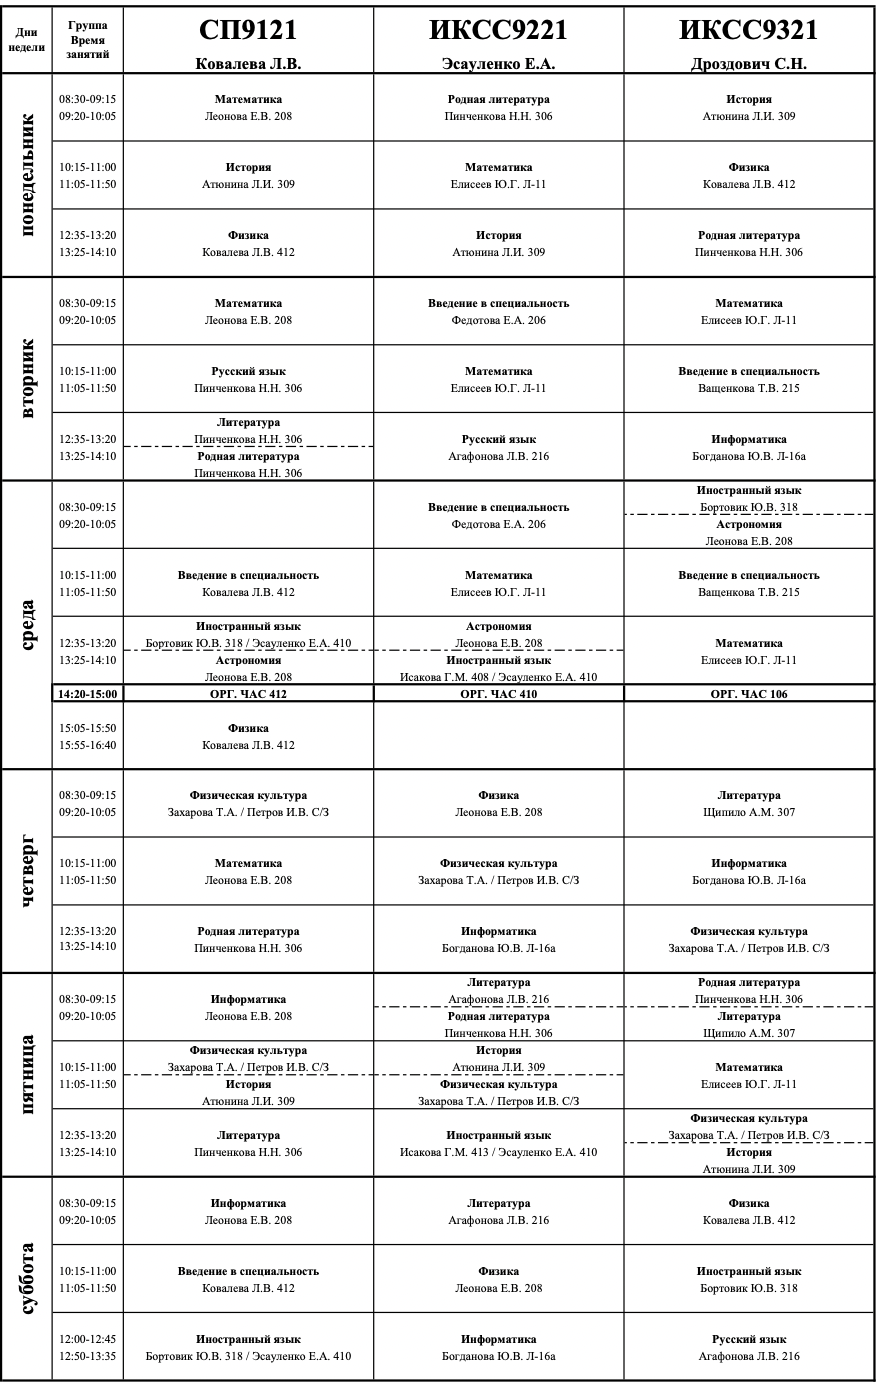 Дни
недели
Группа
Время
занятий
СП9121
ИКСС9221
ИКСС9321
Ковалева Л.В.
Эсауленко Е.А.
Дроздович С.Н.
понедельник
08:30-09:15
09:20-10:05
Математика
Леонова Е.В. 208
Родная литература
Пинченкова Н.Н. 306
История
Атюнина Л.И. 309
10:15-11:00
11:05-11:50
История
Атюнина Л.И. 309
Математика
Елисеев Ю.Г. Л-11
Физика
Ковалева Л.В. 412
12:35-13:20
13:25-14:10
Физика
Ковалева Л.В. 412
История
Атюнина Л.И. 309
Родная литература
Пинченкова Н.Н. 306
вторник
08:30-09:15
09:20-10:05
Математика
Леонова Е.В. 208
Введение в специальность
Федотова Е.А. 206
Математика
Елисеев Ю.Г. Л-11
10:15-11:00
11:05-11:50
Русский язык
Пинченкова Н.Н. 306
Математика
Елисеев Ю.Г. Л-11
Введение в специальность
Ващенкова Т.В. 215
12:35-13:20
13:25-14:10
Литература
Пинченкова Н.Н. 306
Родная литература
Пинченкова Н.Н. 306
Русский язык
Агафонова Л.В. 216
Информатика
Богданова Ю.В. Л-16а
среда
08:30-09:15
09:20-10:05
Введение в специальность
Федотова Е.А. 206
Иностранный язык
Бортовик Ю.В. 318
Астрономия
Леонова Е.В. 208
10:15-11:00
11:05-11:50
Введение в специальность
Ковалева Л.В. 412
Математика
Елисеев Ю.Г. Л-11
Введение в специальность
Ващенкова Т.В. 215
12:35-13:20
13:25-14:10
Иностранный язык
Бортовик Ю.В. 318 / Эсауленко Е.А. 410
Астрономия
Леонова Е.В. 208
Астрономия
Леонова Е.В. 208
Иностранный язык
Исакова Г.М. 408 / Эсауленко Е.А. 410
Математика
Елисеев Ю.Г. Л-11
14:20-15:00
ОРГ. ЧАС 412
ОРГ. ЧАС 410
ОРГ. ЧАС 106
15:05-15:50
15:55-16:40
Физика
Ковалева Л.В. 412
четверг
08:30-09:15
09:20-10:05
Физическая культура
Захарова Т.А. / Петров И.В. С/З
Физика
Леонова Е.В. 208
Литература
Щипило А.М. 307
10:15-11:00
11:05-11:50
Математика
Леонова Е.В. 208
Физическая культура
Захарова Т.А. / Петров И.В. С/З
Информатика
Богданова Ю.В. Л-16а
12:35-13:20
13:25-14:10
Родная литература
Пинченкова Н.Н. 306
Информатика
Богданова Ю.В. Л-16а
Физическая культура
Захарова Т.А. / Петров И.В. С/З
пятница
08:30-09:15
09:20-10:05
Информатика
Леонова Е.В. 208
Литература
Агафонова Л.В. 216
Родная литература
Пинченкова Н.Н. 306
Родная литература
Пинченкова Н.Н. 306
Литература
Щипило А.М. 307
10:15-11:00
11:05-11:50
Физическая культура
Захарова Т.А. / Петров И.В. С/З
История
Атюнина Л.И. 309
История
Атюнина Л.И. 309
Физическая культура
Захарова Т.А. / Петров И.В. С/З
Математика
Елисеев Ю.Г. Л-11
12:35-13:20
13:25-14:10
Литература
Пинченкова Н.Н. 306
Иностранный язык
Исакова Г.М. 413 / Эсауленко Е.А. 410
Физическая культура
Захарова Т.А. / Петров И.В. С/З
История
Атюнина Л.И. 309
суббота
08:30-09:15
09:20-10:05
Информатика
Леонова Е.В. 208
Литература
Агафонова Л.В. 216
Физика
Ковалева Л.В. 412
10:15-11:00
11:05-11:50
Введение в специальность
Ковалева Л.В. 412
Физика
Леонова Е.В. 208
Иностранный язык
Бортовик Ю.В. 318
12:00-12:45
12:50-13:35
Иностранный язык
Бортовик Ю.В. 318 / Эсауленко Е.А. 410
Информатика
Богданова Ю.В. Л-16а
Русский язык
Агафонова Л.В. 216